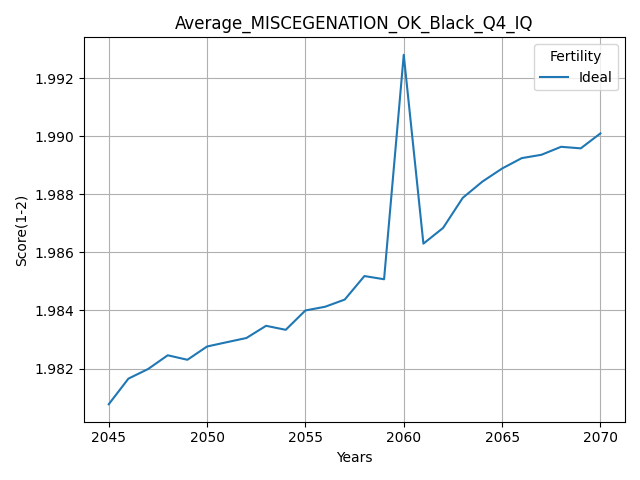 Average_MISCEGENATION_OK_Black_Q4_IQ
Fertility
Ideal
1.992
1.990
1.988
1.986
1.984
1.982
Score(1-2)
2045 2050 2055 2060 2065 2070
Years